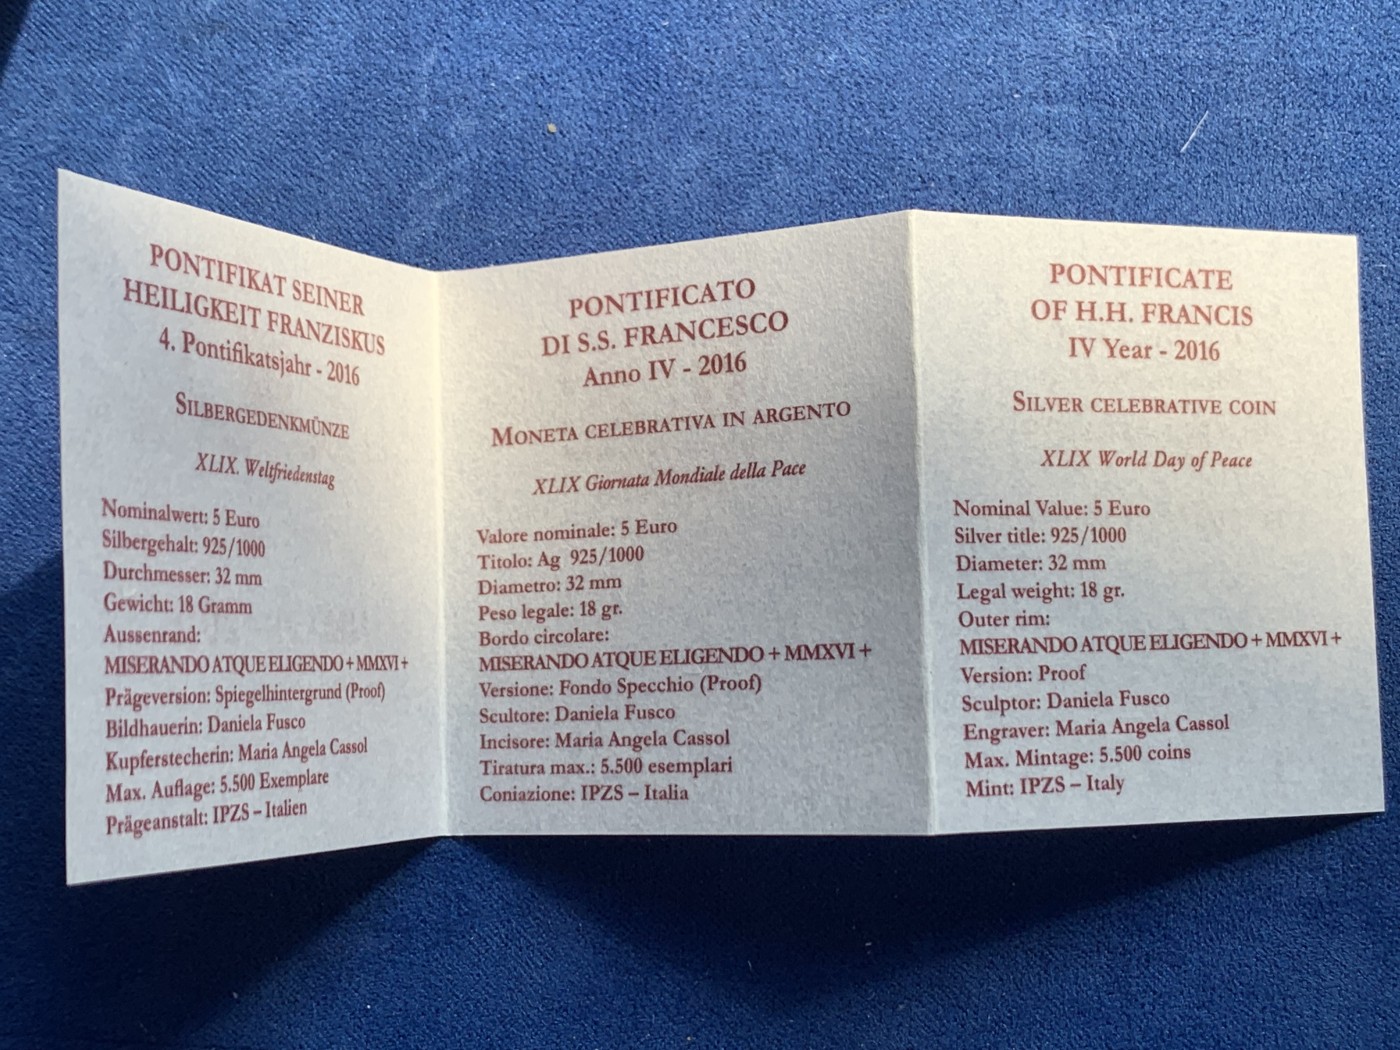 PONTIFIKAT SEINER
HEILIGKEIT FRANZISKUS
4. Pontifikatsjahr - 2016
SILBERGEDENKMÜNZE
XLIX. Weltfriedenstag
Nominalwert: 5 Euro
Silbergehalt: 925/1000
Durchmesser: 32 mm
Gewicht: 18 Gramm
Aussenrand:
MISERANDO ATQUE ELIGENDO + MMXVI +
Prägeversion: Spiegelhintergrund (Proof)
Bildhauerin: Daniela Fusco
Kupferstecherin: Maria Angela Cassol
Max. Auflage: 5.500 Exemplare
Prägeanstalt: IPZS – Italien
PONTIFICATO
DI S.S. FRANCESCO
Anno IV - 2016
MONETA CELEBRATIVA IN ARGENTO
XLIX Giornata Mondiale della Pace
Valore nominale: 5 Euro
Titolo: Ag 925/1000
Diametro: 32 mm
Peso legale: 18 gr.
Bordo circolare:
MISERANDO ATQUE ELIGENDO + MMXVI +
Versione: Fondo Specchio (Proof)
Scultore: Daniela Fusco
Incisore: Maria Angela Cassol
Tiratura max.: 5.500 esemplari
Coniazione: IPZS – Italia
PONTIFICATE
OF H.H. FRANCIS
IV Year - 2016
SILVER CELEBRATIVE COIN
XLIX World Day of Peace
Nominal Value: 5 Euro
Silver title: 925/1000
Diameter: 32 mm
Legal weight: 18 gr.
Outer rim:
MISERANDO ATQUE ELIGENDO + MMXVI +
Version: Proof
Sculptor: Daniela Fusco
Engraver: Maria Angela Cassol
Max. Mintage: 5.500 coins
Mint: IPZS – Italy